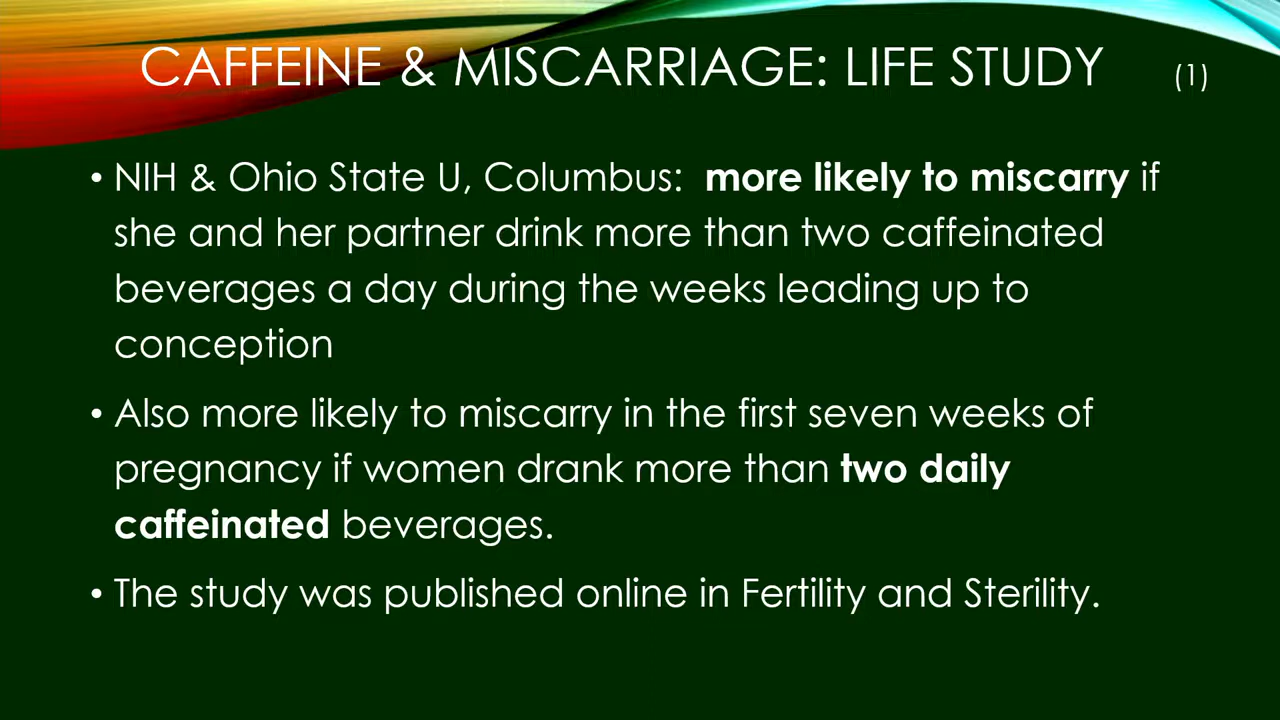 CAFFEINE & MISCARRIAGE: LIFE STUDY (1)
• NIH & Ohio State U, Columbus: more likely to miscarry if
she and her partner drink more than two caffeinated
beverages a day during the weeks leading up to
conception
• Also more likely to miscarry in the first seven weeks of
pregnancy if women drank more than two daily
caffeinated beverages.
• The study was published online in Fertility and Sterility.